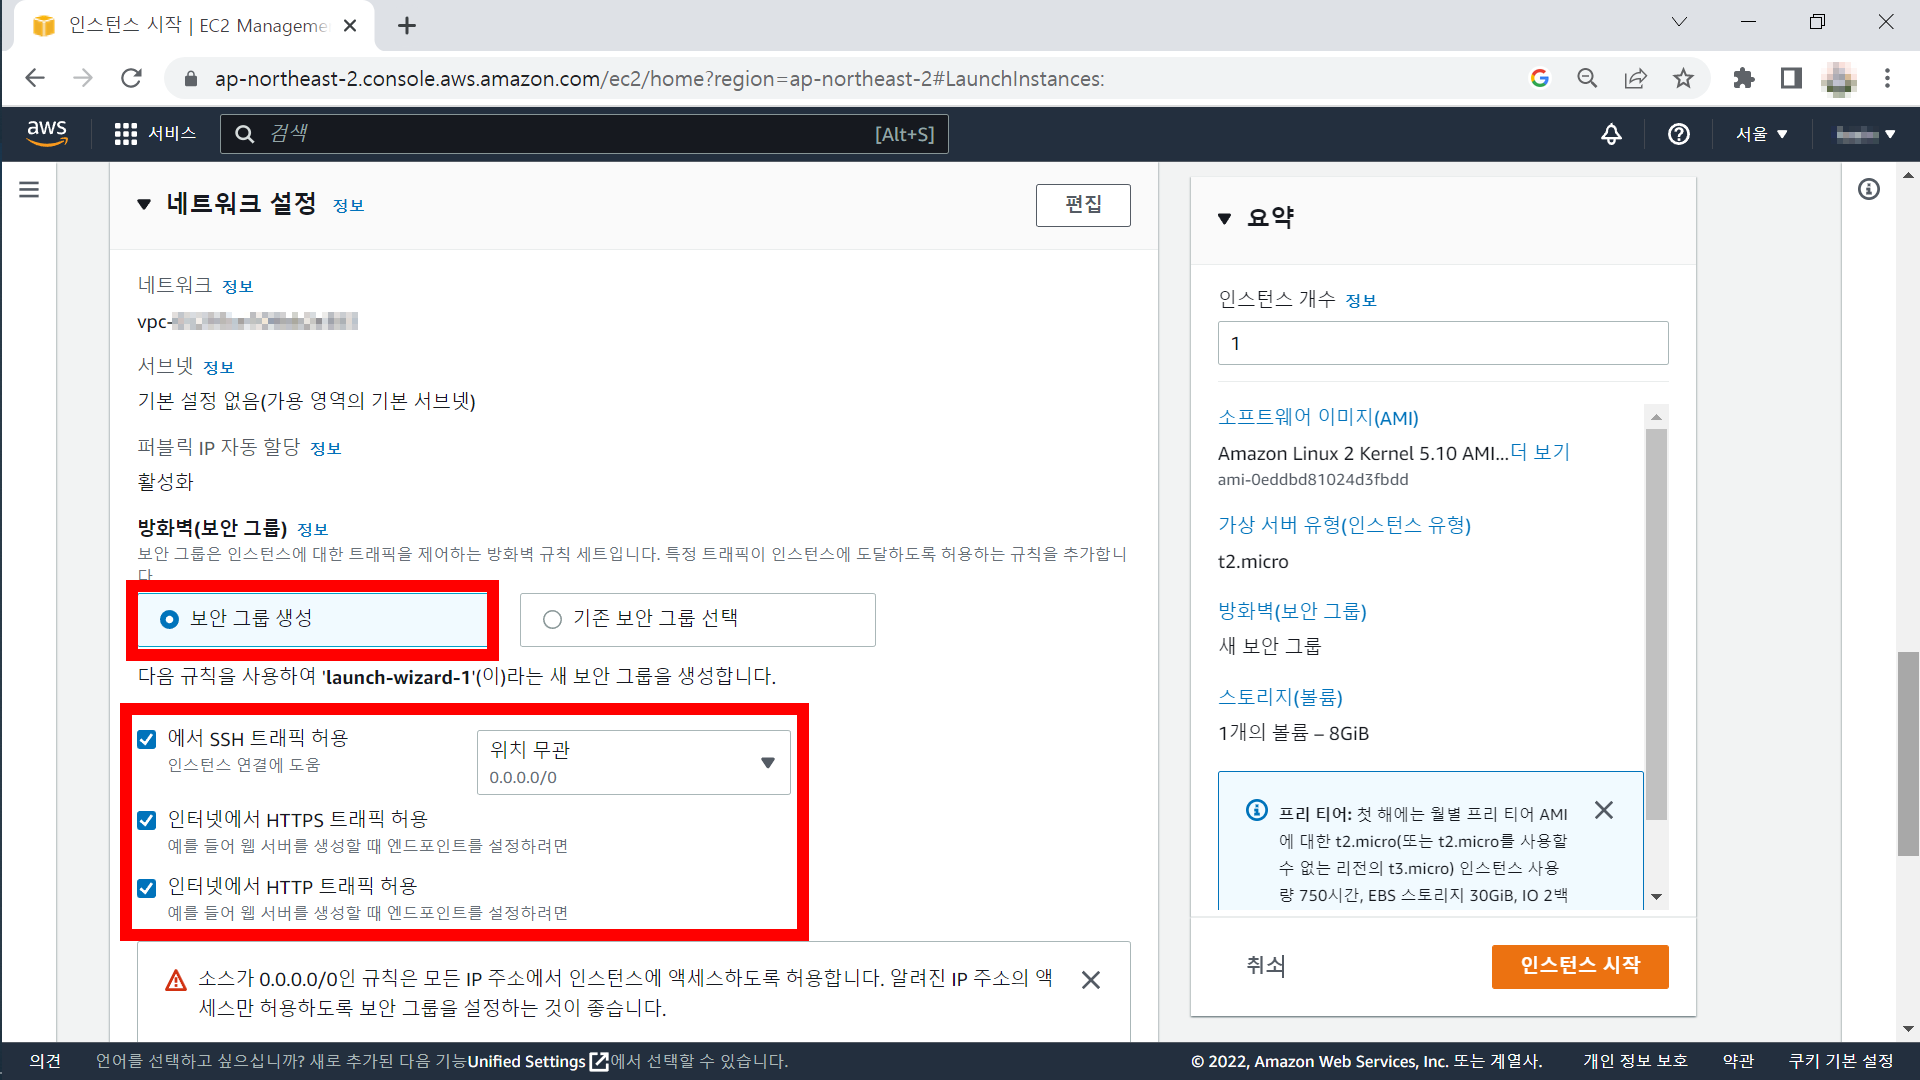 인스턴스 시작 | EC2 Manageme
ap-northeast-2.console.aws.amazon.com/ec2/home?region=ap-northeast-2#LaunchInstances:
aws
서비스
검색
[Alt+S]
서울
네트워크 설정 정보
편집
네트워크 정보
vpc-
서브넷 정보
기본 설정 없음(가용 영역의 기본 서브넷)
퍼블릭 IP 자동 할당 정보
활성화
방화벽(보안 그룹) 정보
보안 그룹은 인스턴스에 대한 트래픽을 제어하는 방화벽 규칙 세트입니다. 특정 트래픽이 인스턴스에 도달하도록 허용하는 규칙을 추가합니
다
보안 그룹 생성
기존 보안 그룹 선택
다음 규칙을 사용하여 'launch-wizard-1'(이)라는 새 보안 그룹을 생성합니다.
에서 SSH 트래픽 허용
인스턴스 연결에 도움
위치 무관
0.0.0.0/0
인터넷에서 HTTPS 트래픽 허용
예를 들어 웹 서버를 생성할 때 엔드포인트를 설정하려면
인터넷에서 HTTP 트래픽 허용
예를 들어 웹 서버를 생성할 때 엔드포인트를 설정하려면
소스가 0.0.0.0/0인 규칙은 모든 IP 주소에서 인스턴스에 액세스하도록 허용합니다. 알려진 IP 주소의 액
세스만 허용하도록 보안 그룹을 설정하는 것이 좋습니다.
요약
인스턴스 개수 정보
1
소프트웨어 이미지(AMI)
Amazon Linux 2 Kernel 5.10 AMI...더 보기
ami-0eddbd81024d3fbdd
가상 서버 유형(인스턴스 유형)
t2.micro
방화벽(보안 그룹)
새 보안 그룹
스토리지(볼륨)
1개의 볼륨 – 8GiB
프리 티어: 첫 해에는 월별 프리 티어 AMI
에 대한 t2.micro(또는 t2.micro를 사용할
수 없는 리전의 t3.micro) 인스턴스 사용
량 750시간, EBS 스토리지 30GiB, IO 2백
취소
인스턴스 시작
의견
언어를 선택하고 싶으십니까? 새로 추가된 다음 기능Unified Settings에서 선택할 수 있습니다.
© 2022, Amazon Web Services, Inc. 또는 계열사.
개인 정보 보호
약관
쿠키 기본 설정